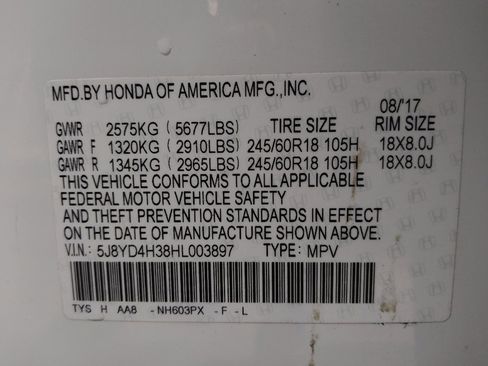 MFD.BY HONDA OF AMERICA MFG.,INC.
08/'17
GVWR 2575KG (5677LBS) TIRE SIZE RIM SIZE
GAWR F 1320KG (2910LBS) 245/60R18 105H 18X8.0J
GAWR R 1345KG (2965LBS) 245/60R18 105H 18X8.0J
THIS VEHICLE CONFORMS TO ALL APPLICABLE
FEDERAL MOTOR VEHICLE SAFETY
AND THEFT PREVENTION STANDARDS IN EFFECT
ON THE DATE OF MANUFACTURE SHOWN ABOVE.
V.I.N.: 5J8YD4H38HL003897 TYPE: MPV
TYS H AA8 - NH603PX - F - L